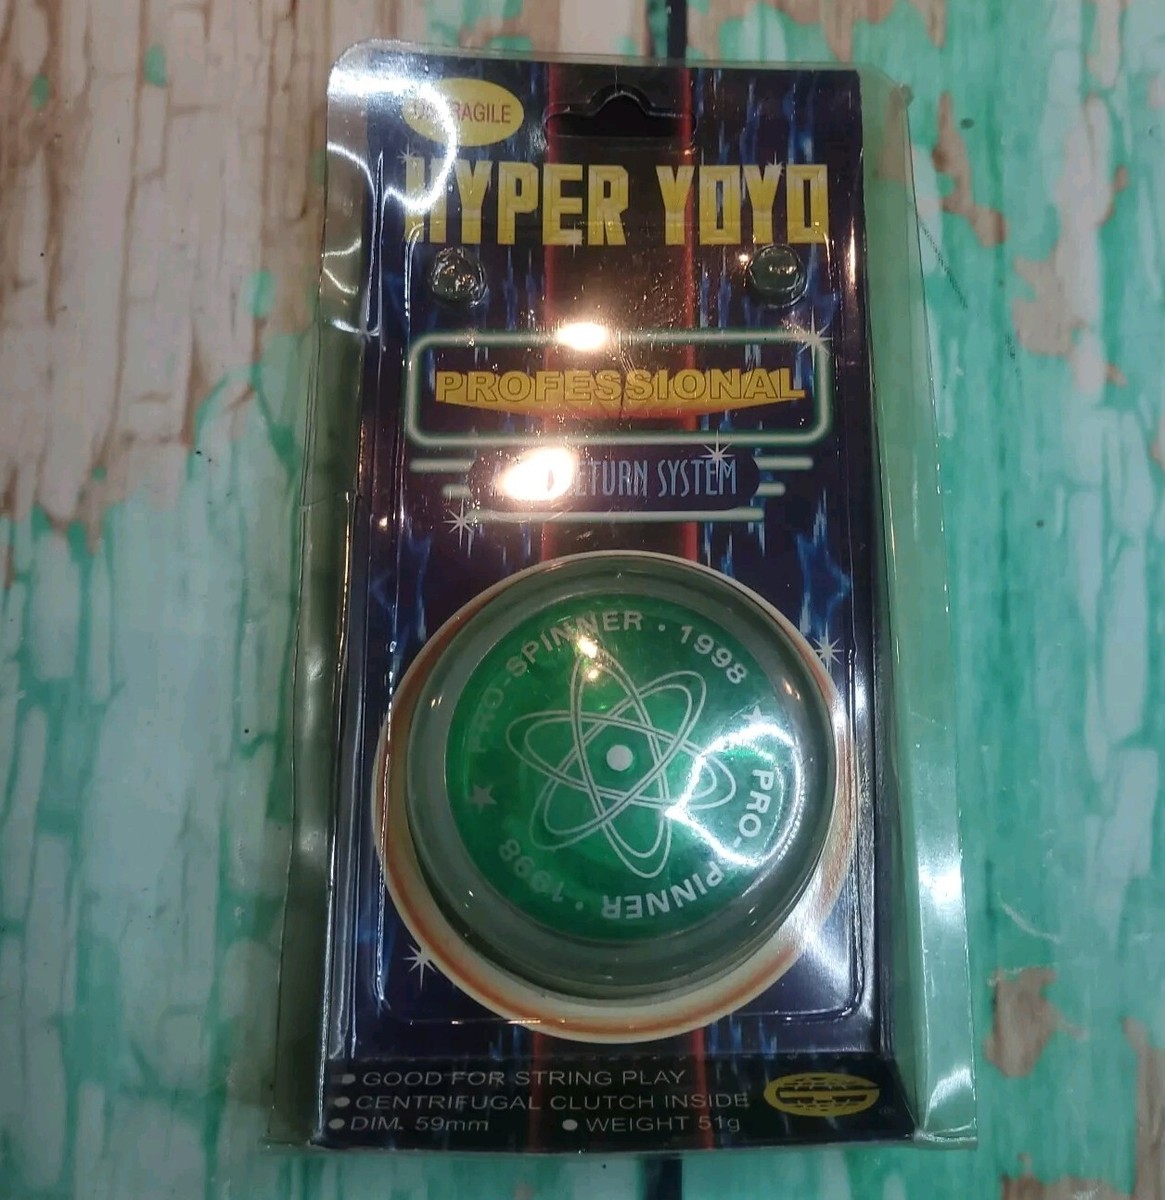 UNFRAGILE
HYPER YOYO
PROFESSIONAL
RETURN SYSTEM
PRO-SPINNER · 1998
★ PRO-SPINNER · 1998 ★
• GOOD FOR STRING PLAY
• CENTRIFUGAL CLUTCH INSIDE
• DIM. 59mm • WEIGHT 51g